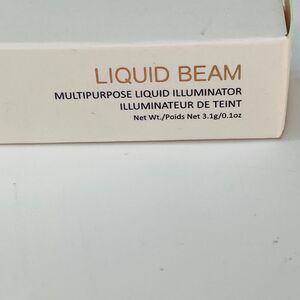 LIQUID BEAM
MULTIPURPOSE LIQUID ILLUMINATOR
ILLUMINATEUR DE TEINT
Net Wt./Poids Net 3.1g/0.1oz